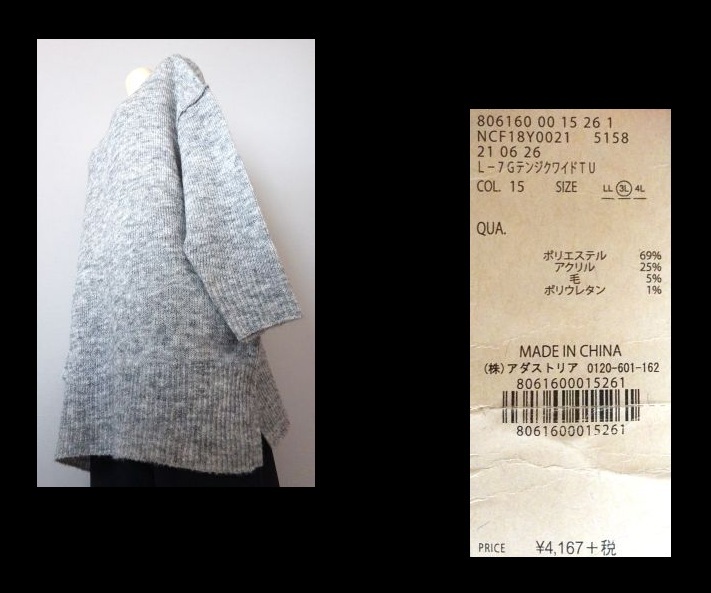 806160 00 15 26 1
NCF18Y0021 5158
21 06 26
L-7GテンジクワイドTU
COL. 15 SIZE LL 3L 4L
QUA.
ポリエステル 69%
アクリル 25%
毛 5%
ポリウレタン 1%
MADE IN CHINA
(株)アダストリア 0120-601-162
8061600015261
8061600015261
PRICE ¥4,167+税